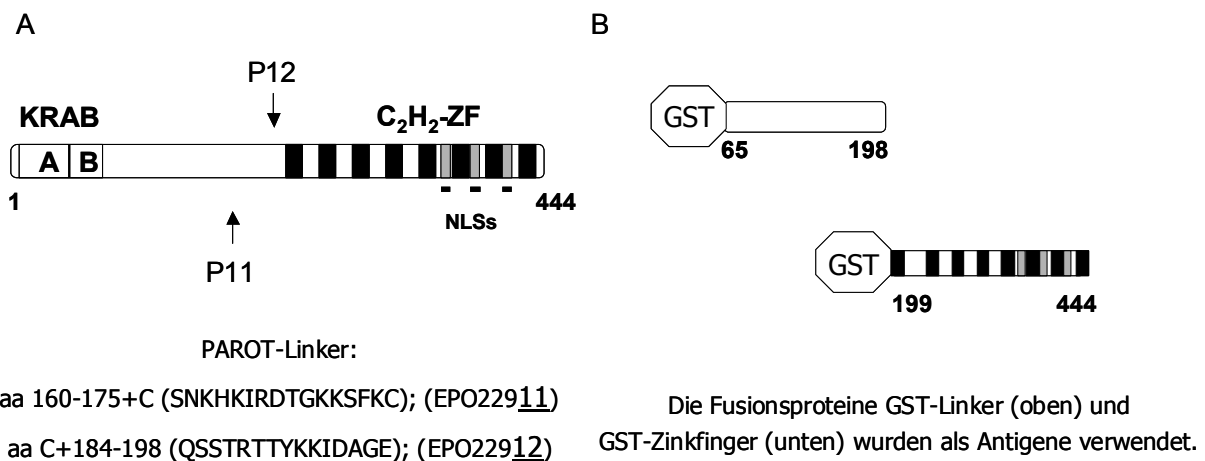 A
P12
KRAB
C₂H₂-ZF
A B
1
444
NLSs
P11
PAROT-Linker:
aa 160-175+C (SNKHKIRDTGKKSFKC); (EPO22911)
aa C+184-198 (QSSTRTTYKKIDAGE); (EPO22912)
B
GST
65
198
GST
199
444
Die Fusionsproteine GST-Linker (oben) und
GST-Zinkfinger (unten) wurden als Antigene verwendet.